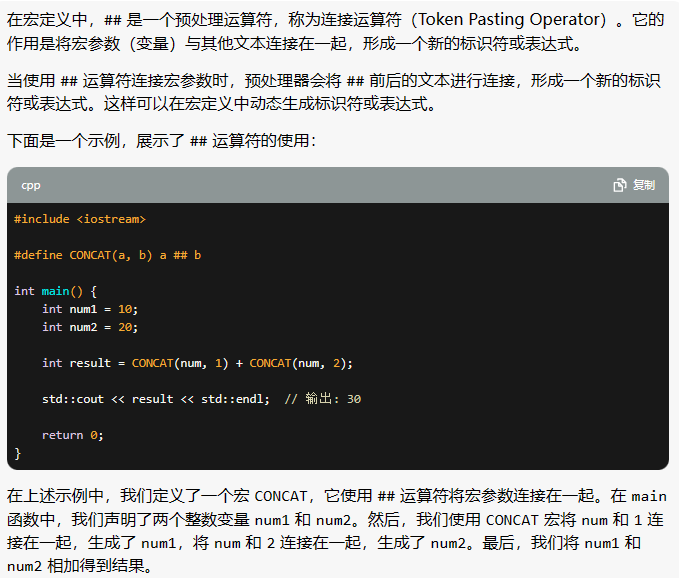 在宏定义中，## 是一个预处理运算符，称为连接运算符（Token Pasting Operator）。它的
作用是将宏参数（变量）与其他文本连接在一起，形成一个新的标识符或表达式。
当使用 ## 运算符连接宏参数时，预处理器会将 ## 前后的文本进行连接，形成一个新的标识
符或表达式。这样可以在宏定义中动态生成标识符或表达式。
下面是一个示例，展示了 ## 运算符的使用：
cpp 复制
#include <iostream>
#define CONCAT(a, b) a ## b
int main() {
    int num1 = 10;
    int num2 = 20;
    int result = CONCAT(num, 1) + CONCAT(num, 2);
    std::cout << result << std::endl;  // 输出: 30
    return 0;
}
在上述示例中，我们定义了一个宏 CONCAT，它使用 ## 运算符将宏参数连接在一起。在 main
函数中，我们声明了两个整数变量 num1 和 num2。然后，我们使用 CONCAT 宏将 num 和 1 连
接在一起，生成了 num1，将 num 和 2 连接在一起，生成了 num2。最后，我们将 num1 和
num2 相加得到结果。